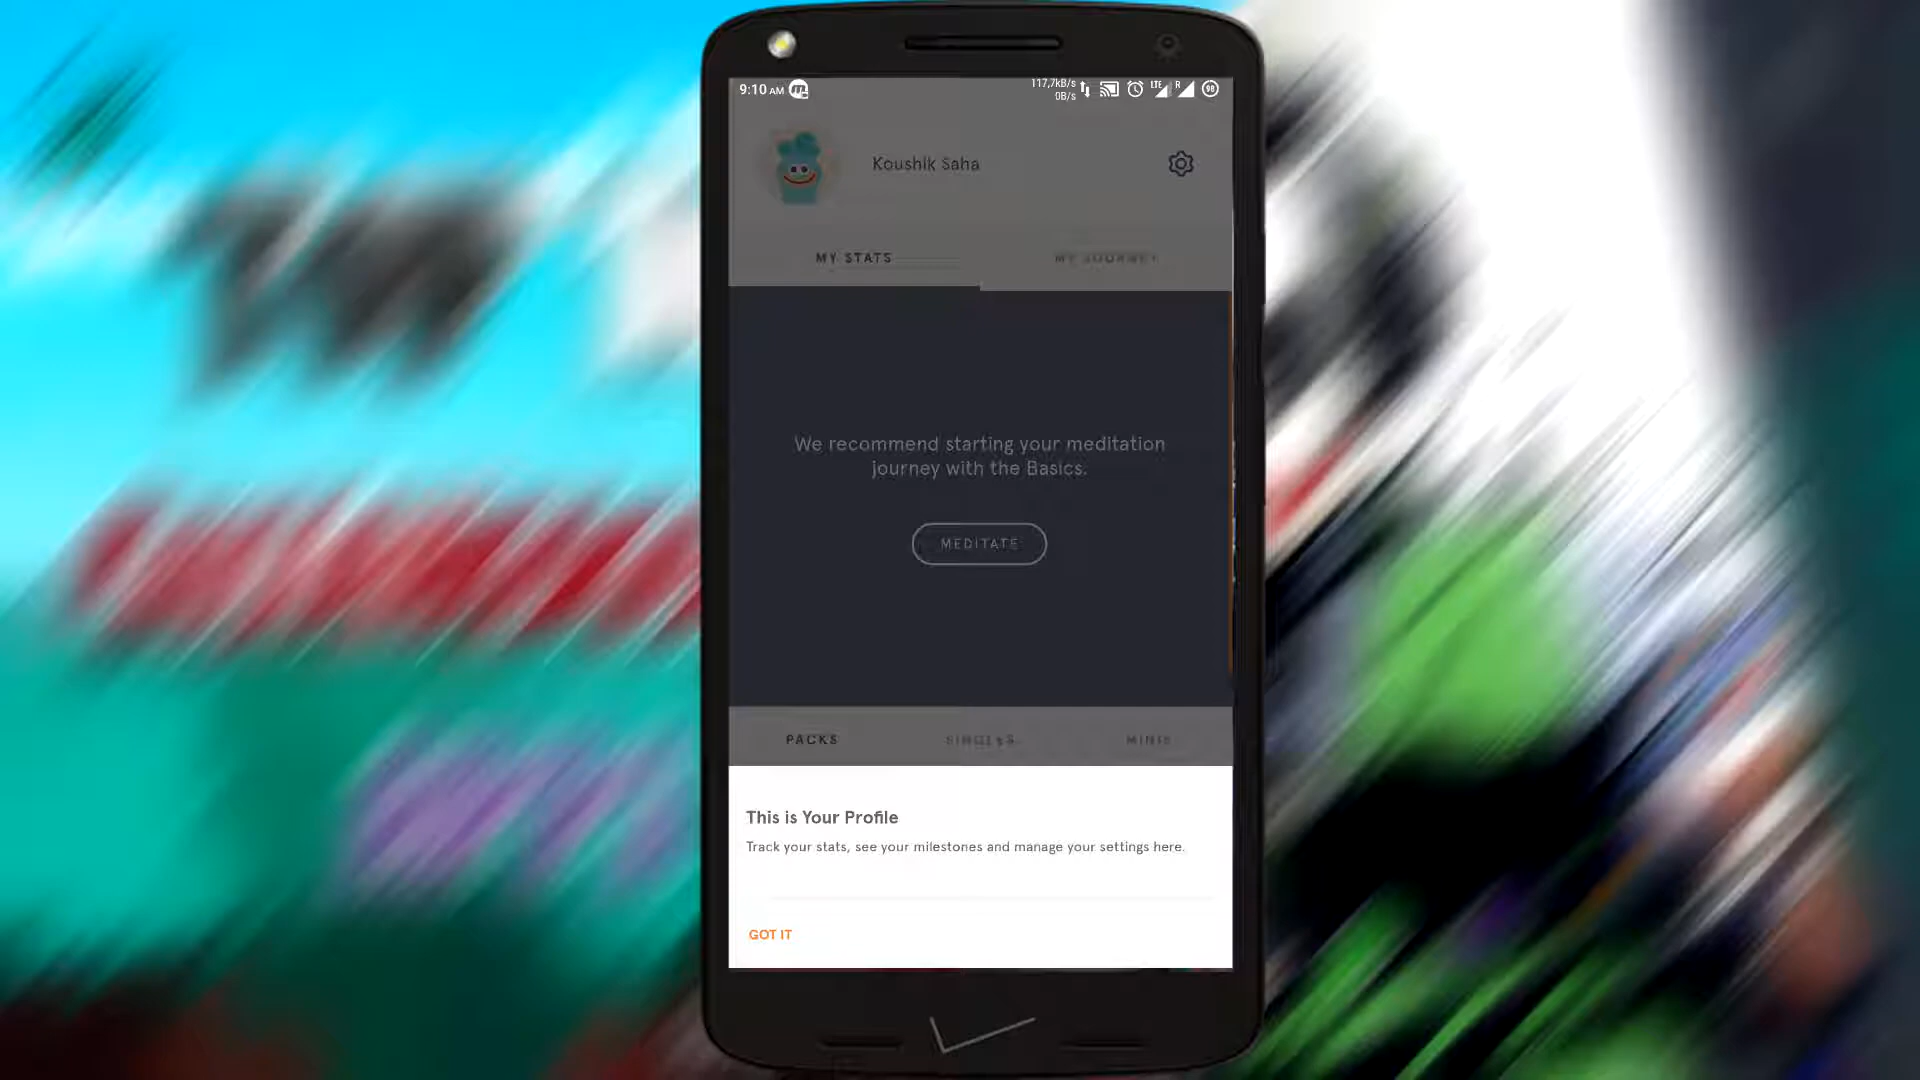 9:10 AM
117,7kB/s
0B/s
LTE
R
98
Koushik Saha
MY STATS
MY JOURNEY
We recommend starting your meditation
journey with the Basics.
MEDITATE
PACKS
SINGLES
MINIS
This is Your Profile
Track your stats, see your milestones and manage your settings here.
GOT IT